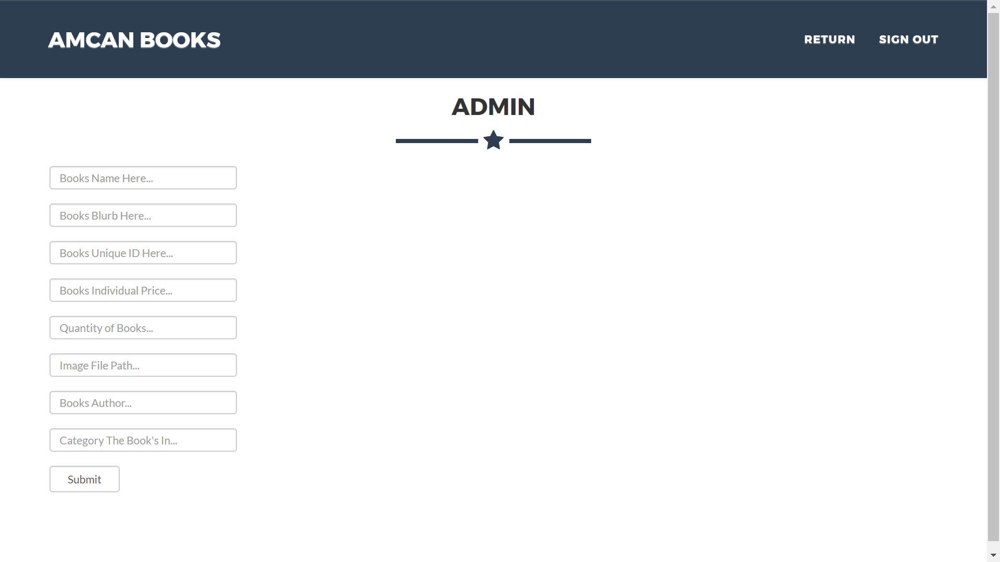 AMCAN BOOKS
RETURN
SIGN OUT
ADMIN
Books Name Here...
Books Blurb Here...
Books Unique ID Here...
Books Individual Price...
Quantity of Books...
Image File Path...
Books Author...
Category The Book's In...
Submit